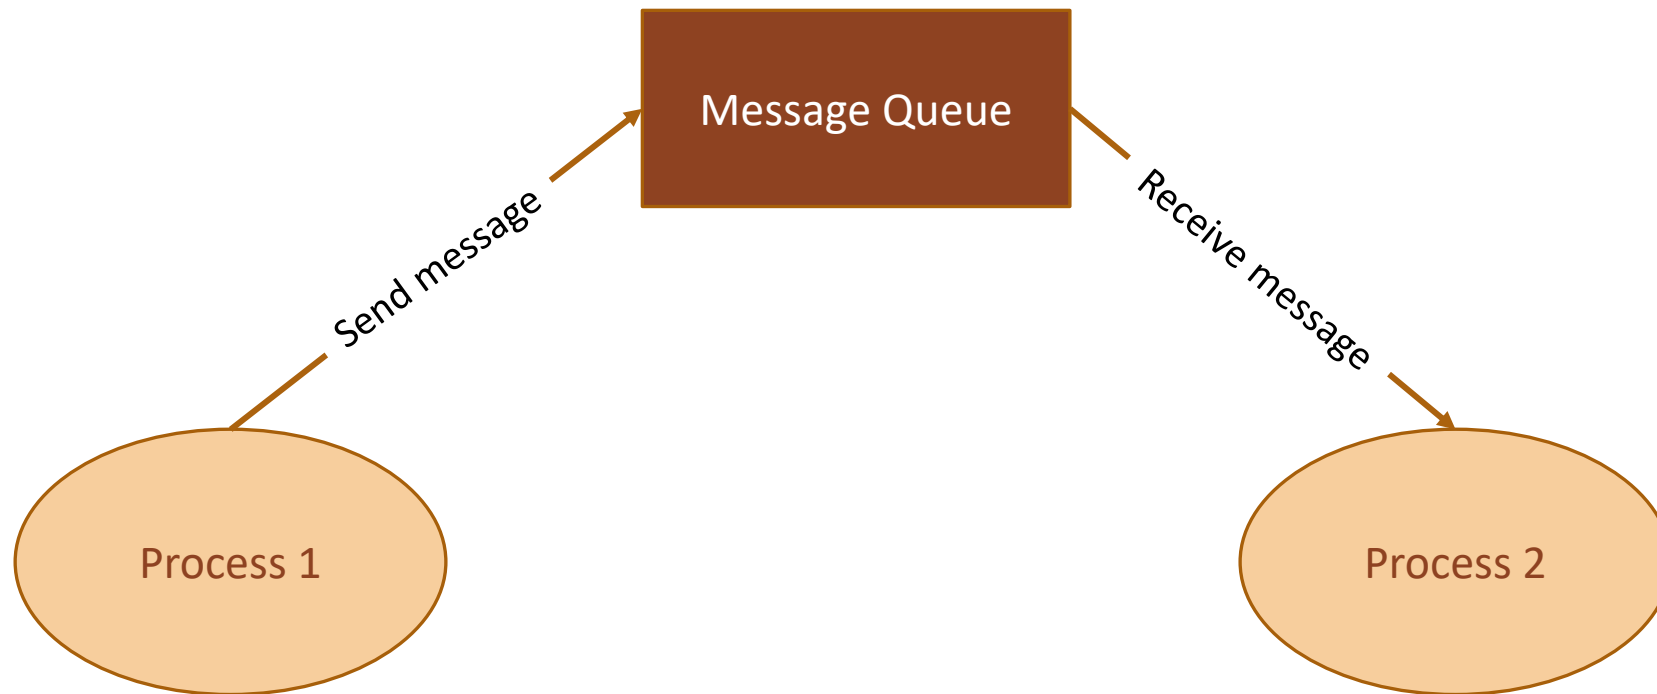 Message Queue
Send message
Receive message
Process 1
Process 2